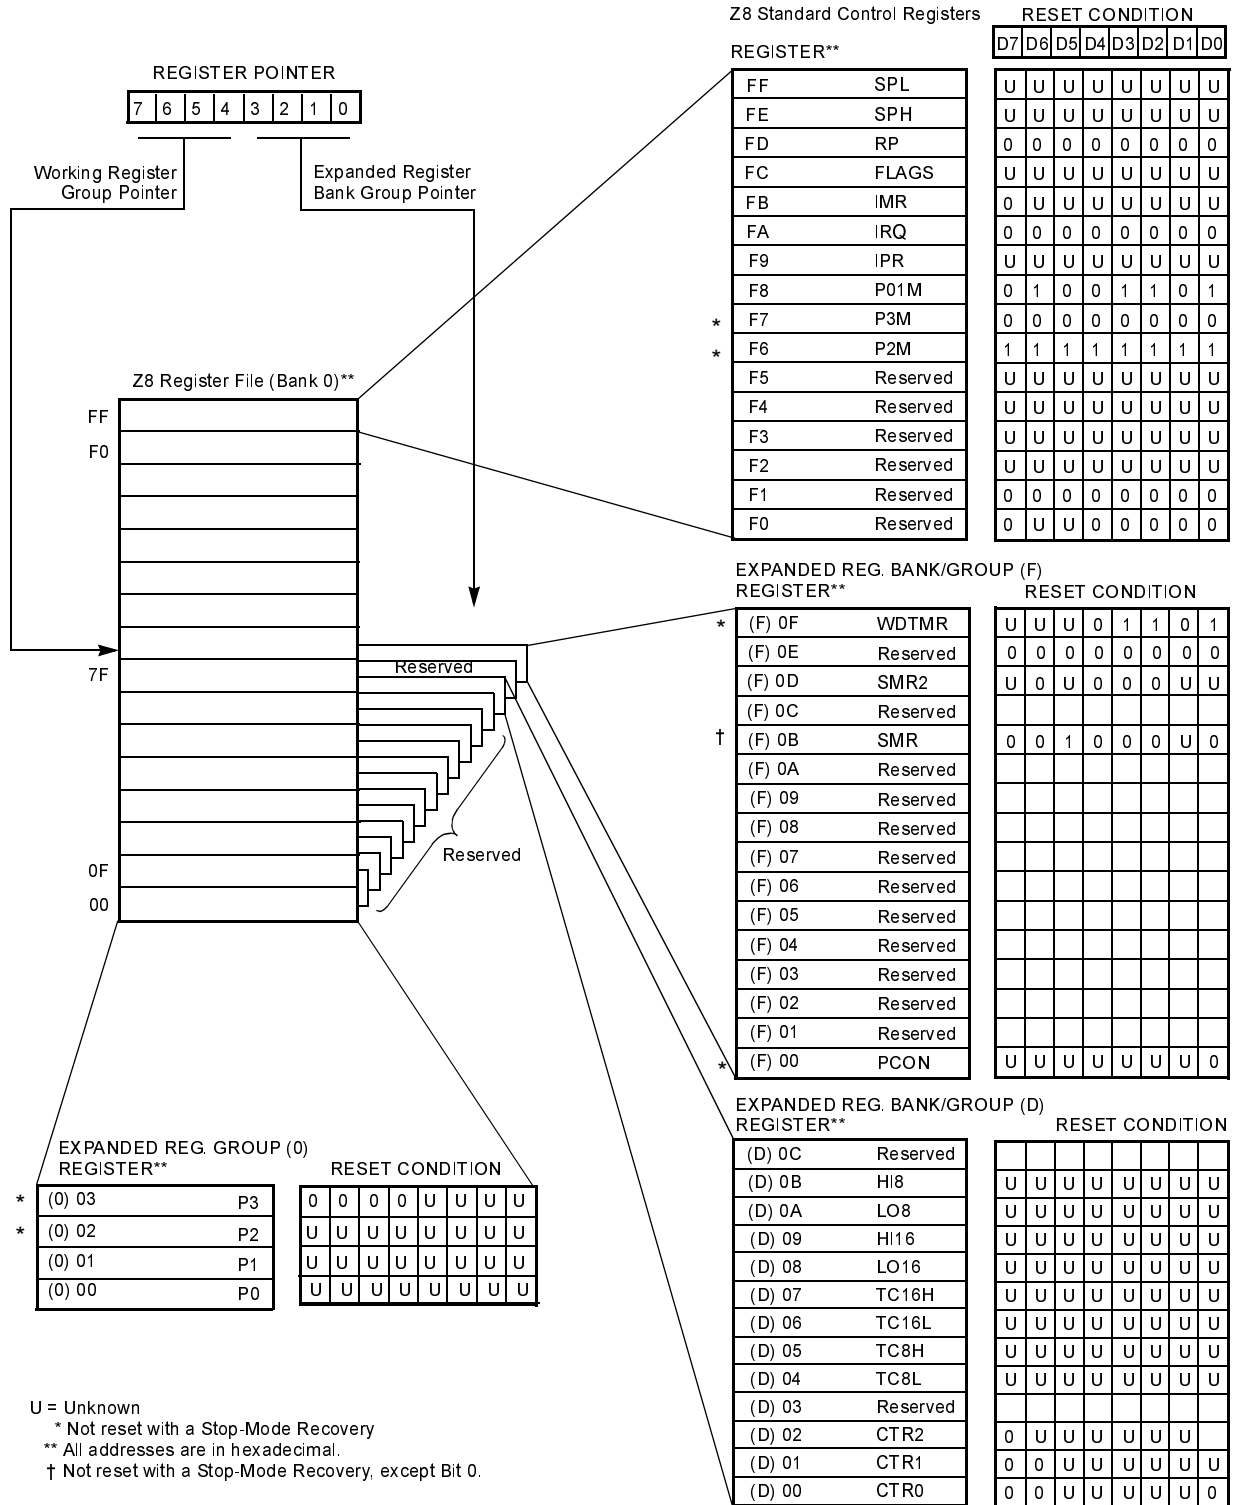 REGISTER POINTER
7 6 5 4 3 2 1 0
Working Register
Group Pointer
Expanded Register
Bank Group Pointer
Z8 Register File (Bank 0)**
FF
F0
7F
0F
00
Reserved
Reserved
Z8 Standard Control Registers
RESET CONDITION
REGISTER**
D7 D6 D5 D4 D3 D2 D1 D0
FF SPL U U U U U U U U
FE SPH U U U U U U U U
FD RP 0 0 0 0 0 0 0 0
FC FLAGS U U U U U U U U
FB IMR 0 U U U U U U U
FA IRQ 0 0 0 0 0 0 0 0
F9 IPR U U U U U U U U
F8 P01M 0 1 0 0 1 1 0 1
* F7 P3M 0 0 0 0 0 0 0 0
* F6 P2M 1 1 1 1 1 1 1 1
F5 Reserved U U U U U U U U
F4 Reserved U U U U U U U U
F3 Reserved U U U U U U U U
F2 Reserved U U U U U U U U
F1 Reserved 0 0 0 0 0 0 0 0
F0 Reserved 0 U U 0 0 0 0 0
EXPANDED REG. BANK/GROUP (F)
REGISTER**
RESET CONDITION
* (F) 0F WDTMR U U U 0 1 1 0 1
(F) 0E Reserved 0 0 0 0 0 0 0 0
(F) 0D SMR2 U 0 U 0 0 0 U U
(F) 0C Reserved
† (F) 0B SMR 0 0 1 0 0 0 U 0
(F) 0A Reserved
(F) 09 Reserved
(F) 08 Reserved
(F) 07 Reserved
(F) 06 Reserved
(F) 05 Reserved
(F) 04 Reserved
(F) 03 Reserved
(F) 02 Reserved
(F) 01 Reserved
* (F) 00 PCON U U U U U U U 0
EXPANDED REG. BANK/GROUP (D)
REGISTER**
RESET CONDITION
(D) 0C Reserved
(D) 0B HI8 U U U U U U U U
(D) 0A LO8 U U U U U U U U
(D) 09 HI16 U U U U U U U U
(D) 08 LO16 U U U U U U U U
(D) 07 TC16H U U U U U U U U
(D) 06 TC16L U U U U U U U U
(D) 05 TC8H U U U U U U U U
(D) 04 TC8L U U U U U U U U
(D) 03 Reserved
(D) 02 CTR2 0 U U U U U U
(D) 01 CTR1 0 0 U U U U U U
(D) 00 CTR0 0 0 U U U U U 0
EXPANDED REG. GROUP (0)
REGISTER**
RESET CONDITION
* (0) 03 P3 0 0 0 0 U U U U
* (0) 02 P2 U U U U U U U U
(0) 01 P1 U U U U U U U U
(0) 00 P0 U U U U U U U U
U = Unknown
* Not reset with a Stop-Mode Recovery
** All addresses are in hexadecimal.
† Not reset with a Stop-Mode Recovery, except Bit 0.